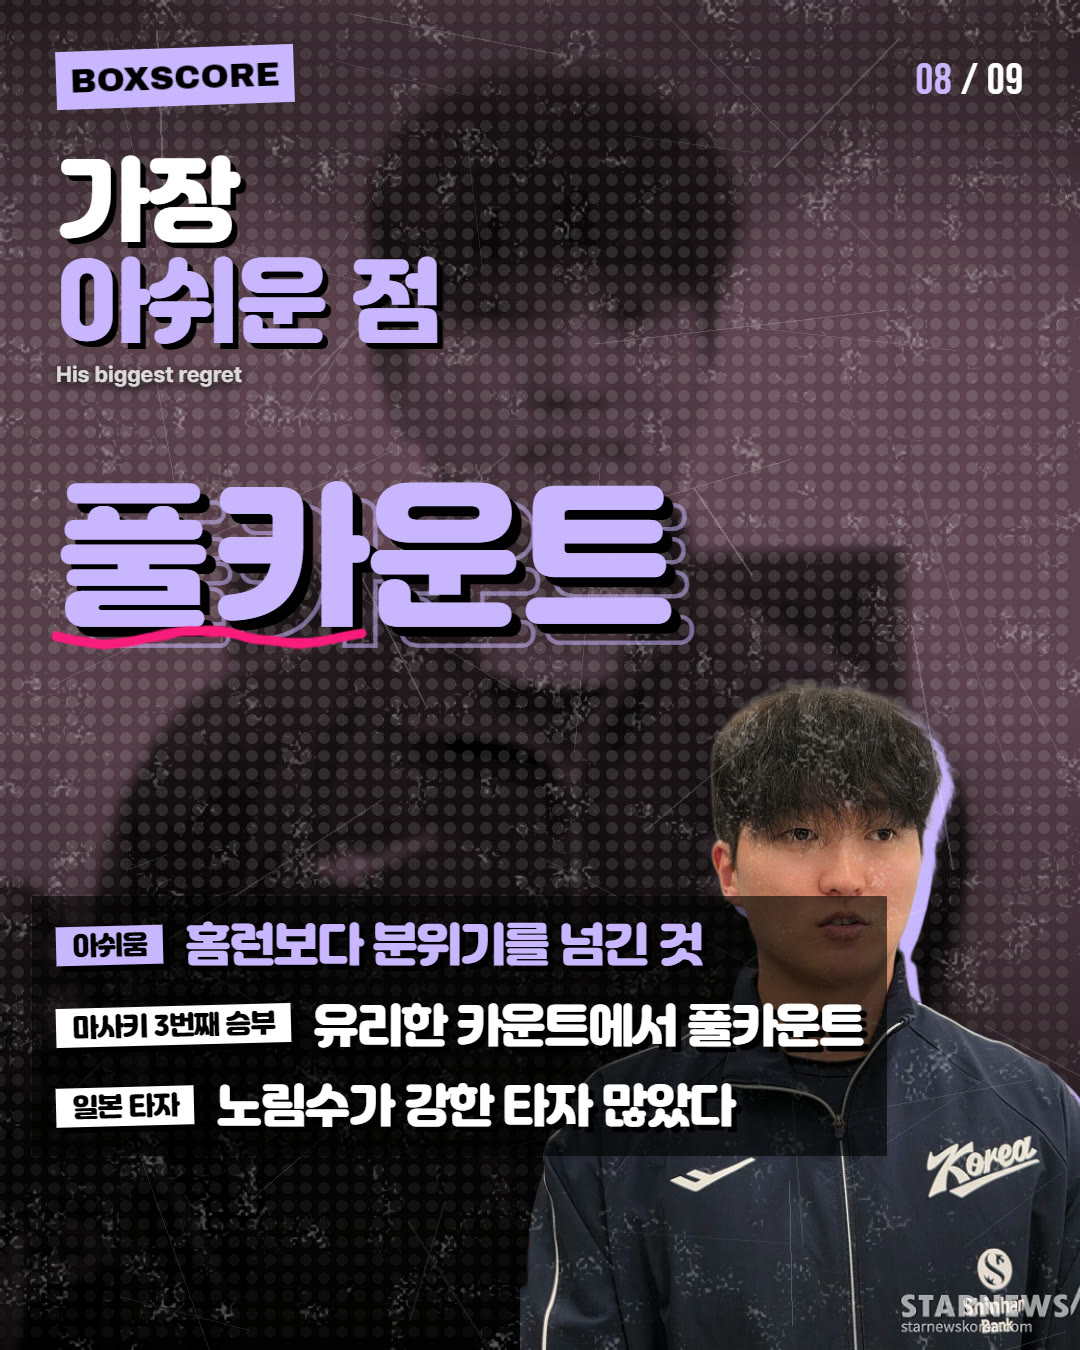 BOXSCORE
08 / 09
가장
아쉬운 점
His biggest regret
풀카운트
아쉬움 홈런보다 분위기를 넘긴 것
마사키 3번째 승부 유리한 카운트에서 풀카운트
일본 타자 노림수가 강한 타자 많았다
Korea
Shinhan
Bank
STARNEWS
starnewskorea.com